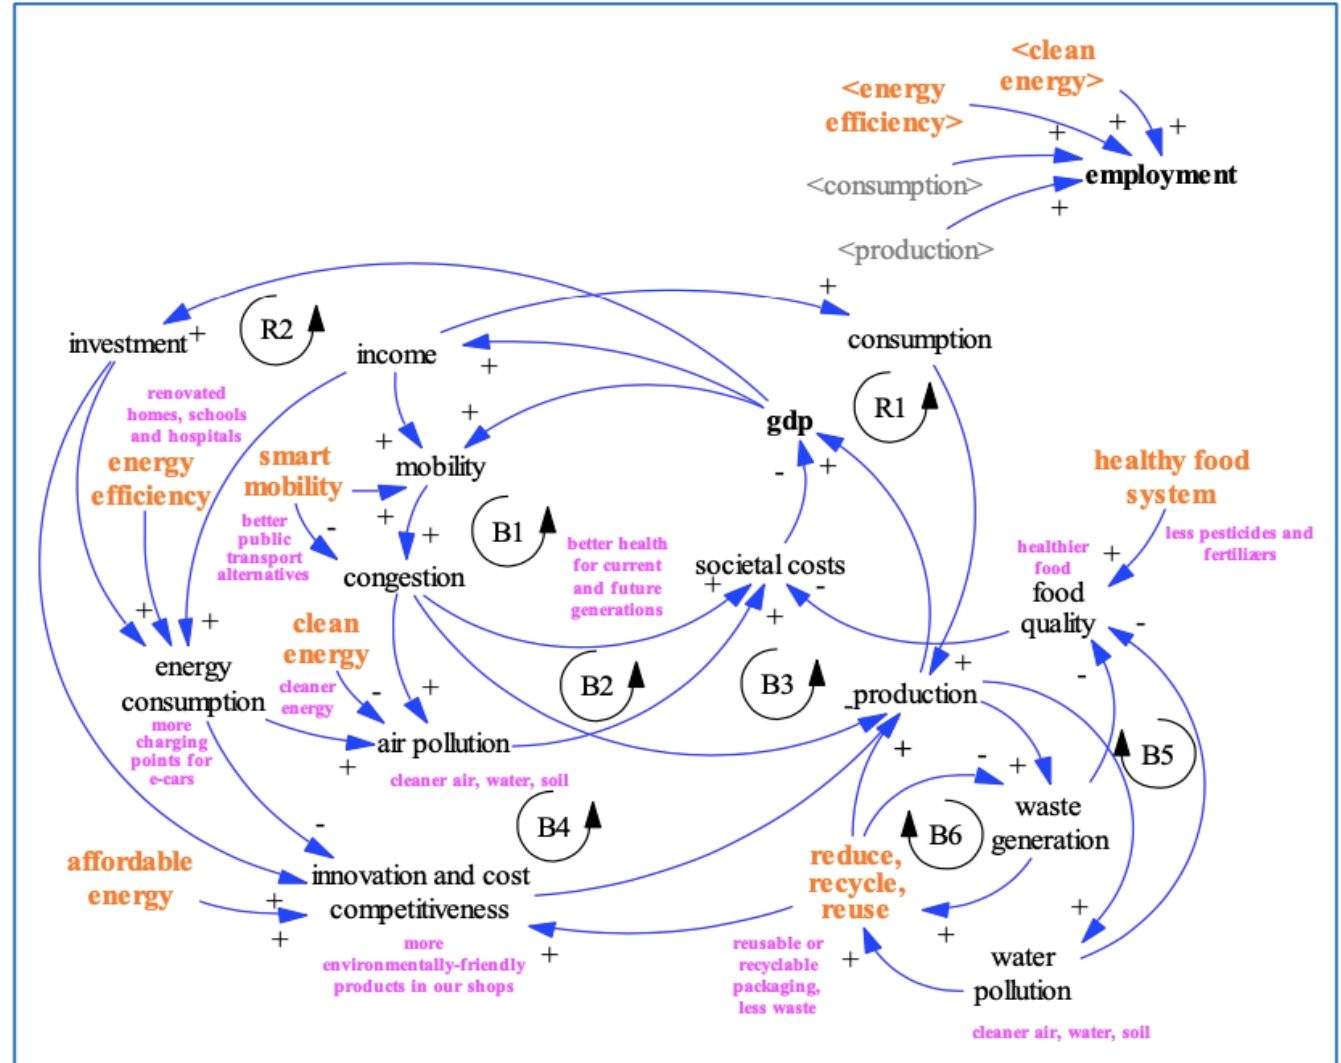 <clean
energy>
<energy
efficiency>
+
+
+
<consumption>
employment
+
<production>
+
investment
+
R2
income
+
consumption
renovated
homes, schools
and hospitals
energy
efficiency
smart
mobility
+
+
mobility
gdp
R1
-
+
healthy food
system
better
public
transport
alternatives
-
+
+
B1
congestion
better health
for current
and future
generations
societal costs
+
-
+
healthier
food
+
less pesticides and
fertilizers
food
quality
-
-
+
+
energy
consumption
more
charging
points for
e-cars
clean
energy
cleaner
energy
-
+
+
air pollution
cleaner air, water, soil
B2
B3
+
-
production
+
B5
-
+
waste
generation
B4
B6
-
affordable
energy
+
+
innovation and cost
competitiveness
more
environmentally-friendly
products in our shops
+
reduce,
recycle,
reuse
reusable or
recyclable
packaging,
less waste
+
+
+
water
pollution
cleaner air, water, soil